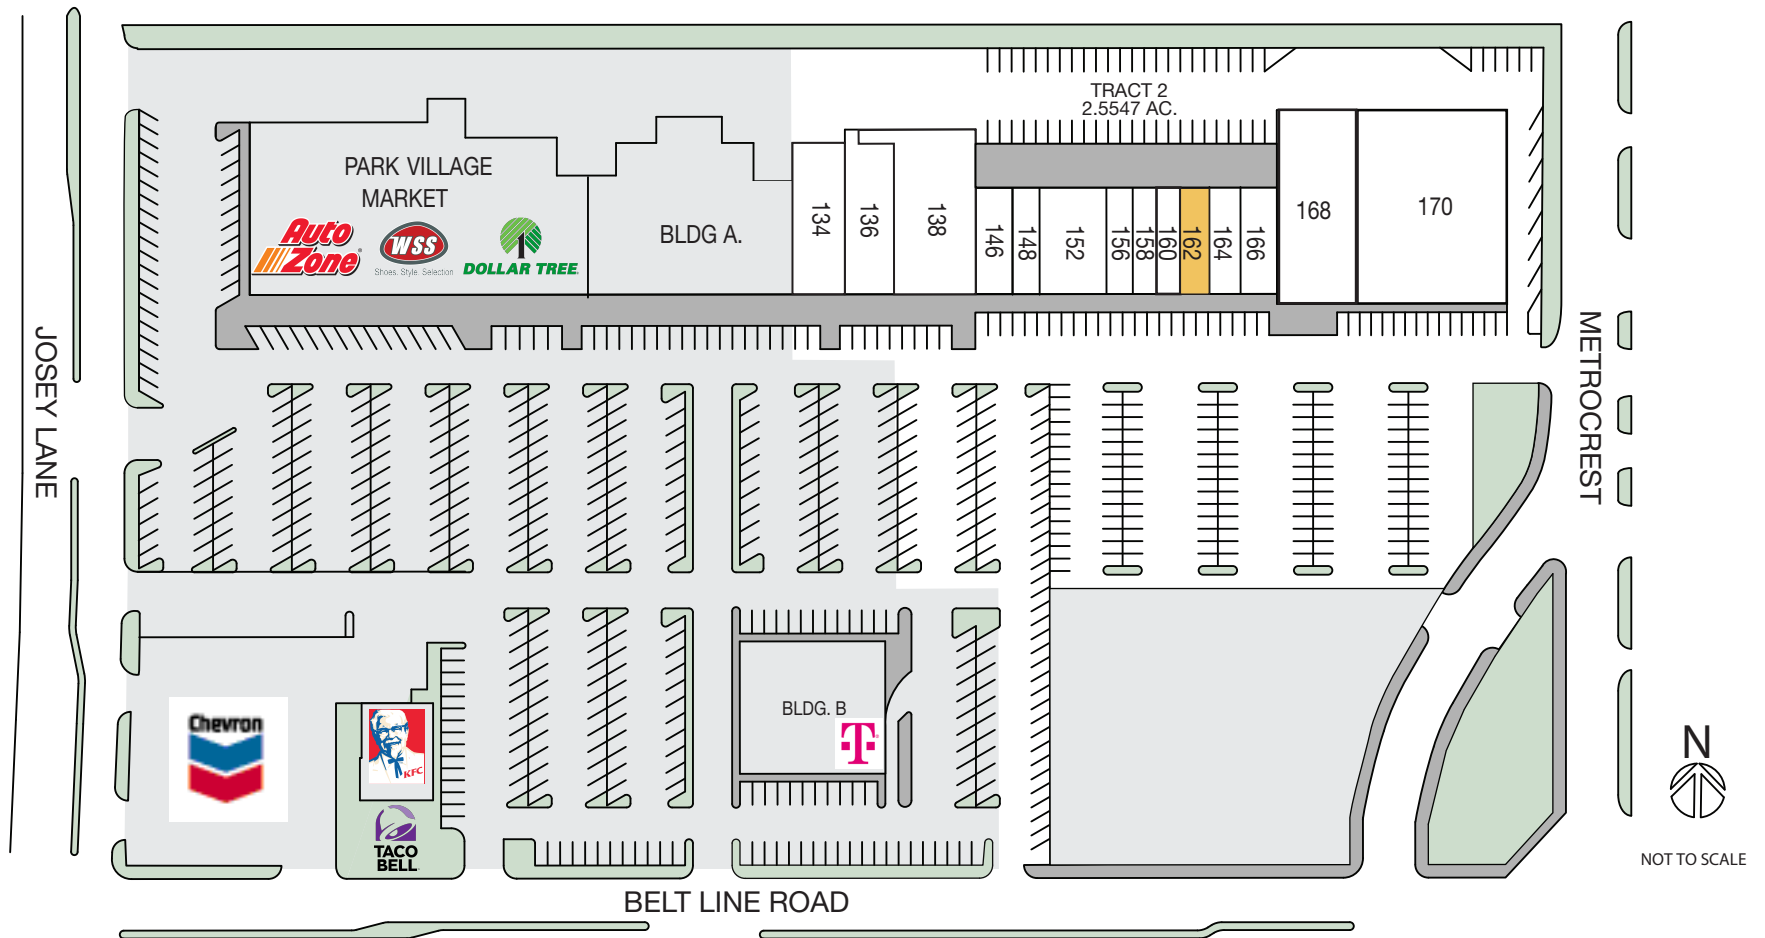 TRACT 2
2.5547 AC.
PARK VILLAGE
MARKET
Auto
Zone
WSS
Shoes. Style. Selection
DOLLAR TREE
BLDG A.
134
136
138
146
148
152
156
158
160
162
164
166
168
170
JOSEY LANE
METROCREST
Chevron
KFC
TACO
BELL
BLDG. B
T
N
NOT TO SCALE
BELT LINE ROAD